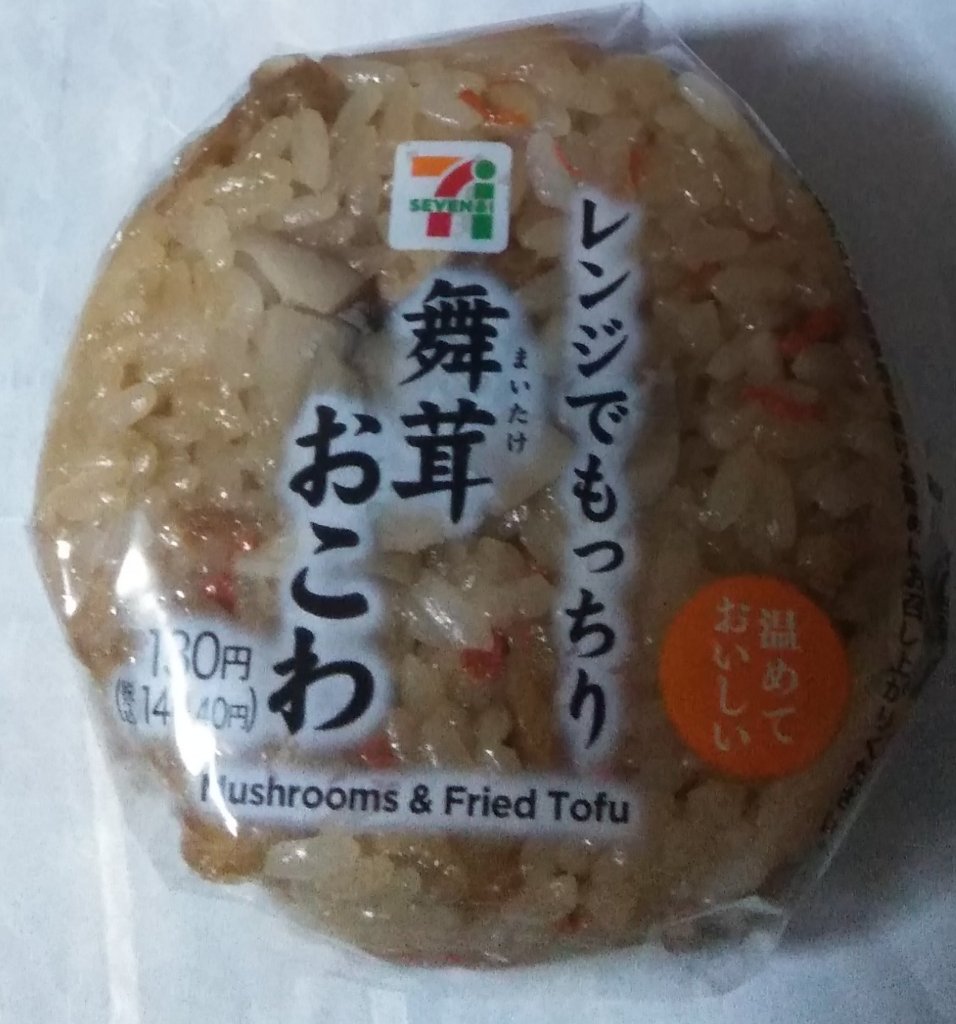 SEVEN&i
レンジでもっちり
舞茸
まいたけ
おこわ
130円
Mushrooms & Fried Tofu
温めて
おいしい